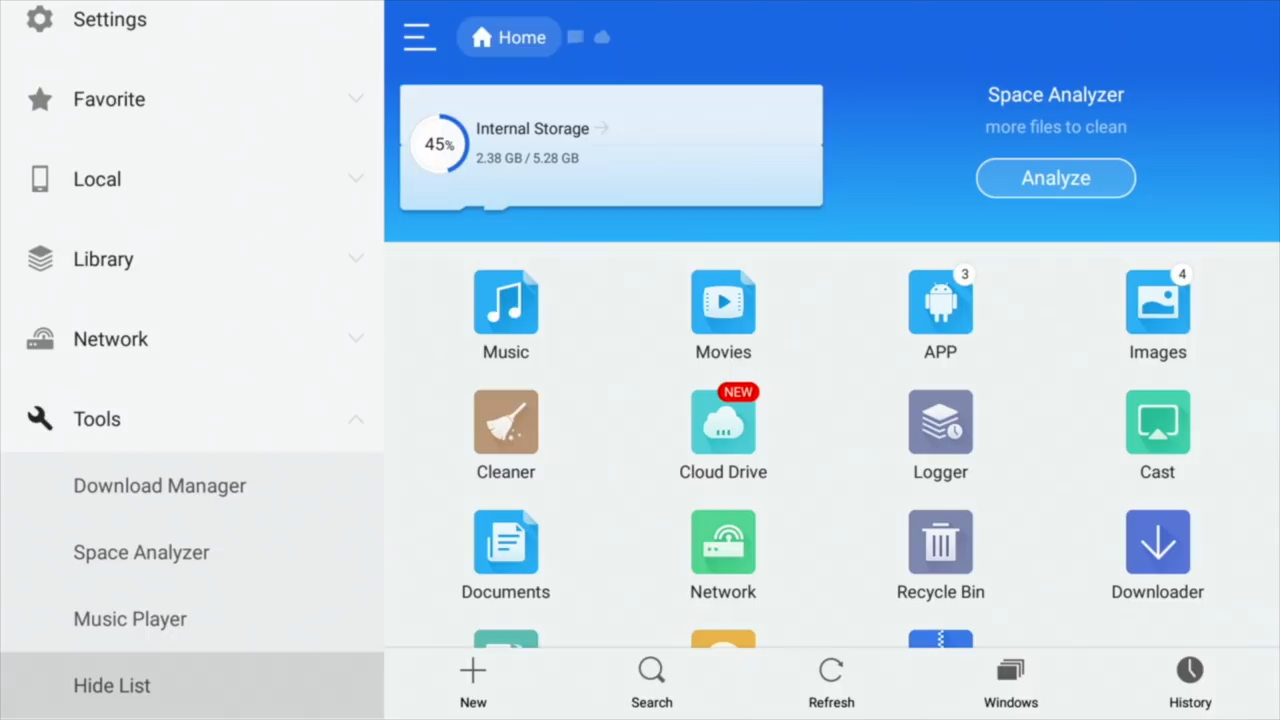 Settings
Favorite
Local
Library
Network
Tools
Download Manager
Space Analyzer
Music Player
Hide List
Home
45%
Internal Storage
2.38 GB / 5.28 GB
Space Analyzer
more files to clean
Analyze
Music
Movies
3
APP
4
Images
Cleaner
NEW
Cloud Drive
Logger
Cast
Documents
Network
Recycle Bin
Downloader
New
Search
Refresh
Windows
History